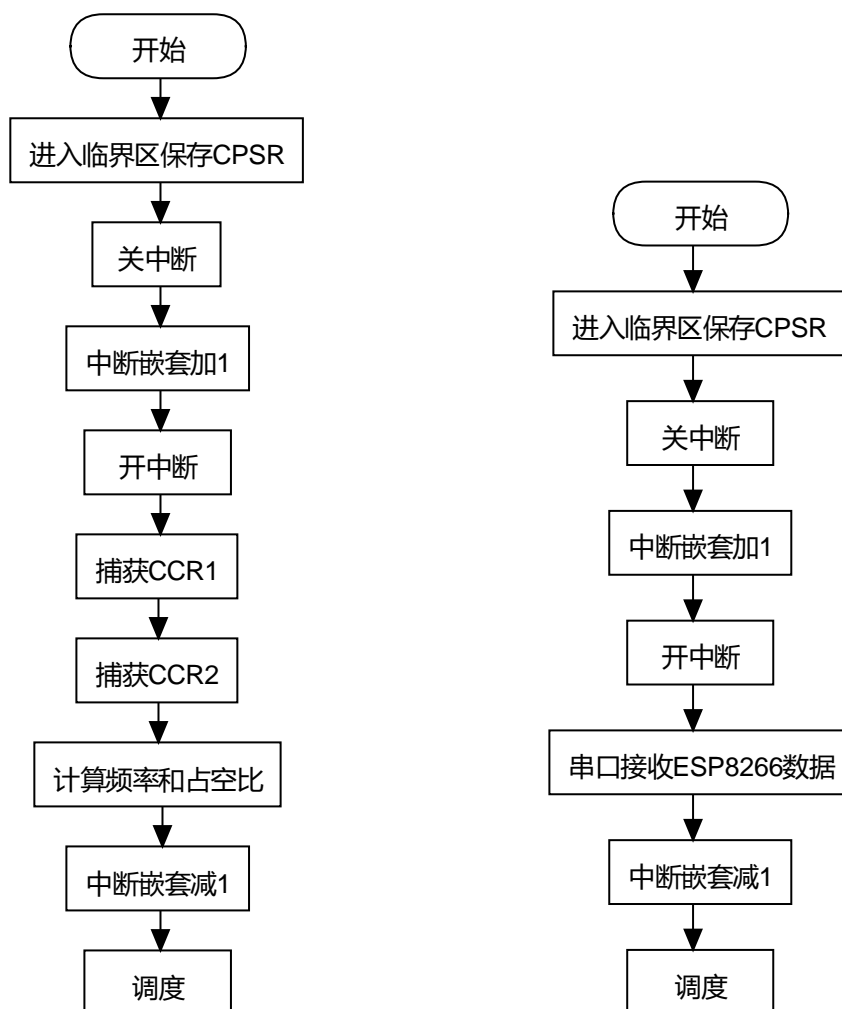 开始
进入临界区保存CPSR
关中断
中断嵌套加1
开中断
捕获CCR1
捕获CCR2
计算频率和占空比
中断嵌套减1
调度
开始
进入临界区保存CPSR
关中断
中断嵌套加1
开中断
串口接收ESP8266数据
中断嵌套减1
调度